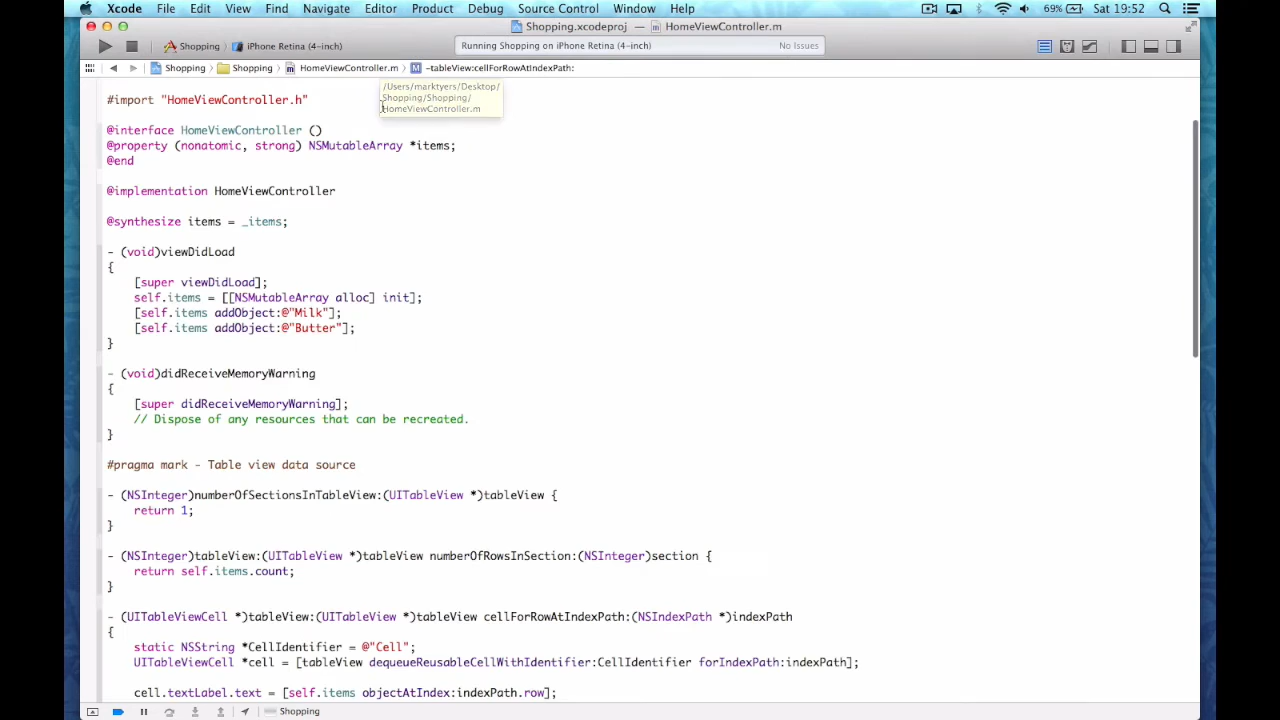 Xcode File Edit View Find Navigate Editor Product Debug Source Control Window Help 69% Sat 19:52
Shopping.xcodeproj — HomeViewController.m
Shopping iPhone Retina (4-inch) Running Shopping on iPhone Retina (4-inch) No Issues
Shopping Shopping HomeViewController.m -tableView:cellForRowAtIndexPath:
/Users/marktyers/Desktop/
Shopping/Shopping/
HomeViewController.m
#import "HomeViewController.h"
@interface HomeViewController ()
@property (nonatomic, strong) NSMutableArray *items;
@end
@implementation HomeViewController
@synthesize items = _items;
- (void)viewDidLoad
{
[super viewDidLoad];
self.items = [[NSMutableArray alloc] init];
[self.items addObject:@"Milk"];
[self.items addObject:@"Butter"];
}
- (void)didReceiveMemoryWarning
{
[super didReceiveMemoryWarning];
// Dispose of any resources that can be recreated.
}
#pragma mark - Table view data source
- (NSInteger)numberOfSectionsInTableView:(UITableView *)tableView {
return 1;
}
- (NSInteger)tableView:(UITableView *)tableView numberOfRowsInSection:(NSInteger)section {
return self.items.count;
}
- (UITableViewCell *)tableView:(UITableView *)tableView cellForRowAtIndexPath:(NSIndexPath *)indexPath
{
static NSString *CellIdentifier = @"Cell";
UITableViewCell *cell = [tableView dequeueReusableCellWithIdentifier:CellIdentifier forIndexPath:indexPath];
cell.textLabel.text = [self.items objectAtIndex:indexPath.row];
Shopping